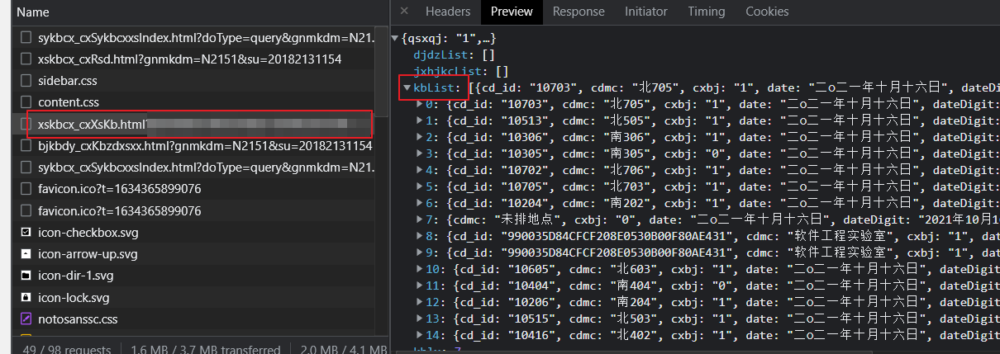 Name
sykbcx_cxSykbcxxsIndex.html?doType=query&gnmkdm=N21.
xskbcx_cxRsd.html?gnmkdm=N2151&su=20182131154
sidebar.css
content.css
xskbcx_cxXsKb.html?
bjkbdy_cxKbzdxsxx.html?gnmkdm=N2151&su=20182131154
sykbcx_cxSykbcxxsIndex.html?doType=query&gnmkdm=N21.
favicon.ico?t=1634365899076
favicon.ico?t=1634365899076
icon-checkbox.svg
icon-arrow-up.svg
icon-dir-1.svg
icon-lock.svg
notosanssc.css
49 / 98 requests
1.6 MB / 3.7 MB transferred
2.0 MB / 4.1 MB
× Headers Preview Response Initiator Timing Cookies
{qsxqj: "1",…}
djdzList: []
jxhjkcList: []
kbList: [{cd_id: "10703", cdmc: "北705", cxbj: "1", date: "二○二一年十月十六日", dateDigit
0: {cd_id: "10703", cdmc: "北705", cxbj: "1", date: "二○二一年十月十六日", dateDigit:
1: {cd_id: "10513", cdmc: "北505", cxbj: "1", date: "二○二一年十月十六日", dateDigit:
2: {cd_id: "10306", cdmc: "南306", cxbj: "1", date: "二○二一年十月十六日", dateDigit:
3: {cd_id: "10305", cdmc: "南305", cxbj: "0", date: "二○二一年十月十六日", dateDigit:
4: {cd_id: "10702", cdmc: "北706", cxbj: "1", date: "二○二一年十月十六日", dateDigit:
5: {cd_id: "10705", cdmc: "北703", cxbj: "1", date: "二○二一年十月十六日", dateDigit:
6: {cd_id: "10204", cdmc: "南202", cxbj: "1", date: "二○二一年十月十六日", dateDigit:
7: {cdmc: "未排地点", cxbj: "0", date: "二○二一年十月十六日", dateDigit: "2021年10月1
8: {cd_id: "990035D84CFCF208E0530B00F80AE431", cdmc: "软件工程实验室", cxbj: "1",
9: {cd_id: "990035D84CFCF208E0530B00F80AE431", cdmc: "软件工程实验室", cxbj: "1",
10: {cd_id: "10605", cdmc: "北603", cxbj: "1", date: "二○二一年十月十六日", dateDigit
11: {cd_id: "10404", cdmc: "南404", cxbj: "0", date: "二○二一年十月十六日", dateDigit
12: {cd_id: "10206", cdmc: "南204", cxbj: "1", date: "二○二一年十月十六日", dateDigit
13: {cd_id: "10515", cdmc: "北503", cxbj: "1", date: "二○二一年十月十六日", dateDigit
14: {cd_id: "10416", cdmc: "北402", cxbj: "1", date: "二○二一年十月十六日", dateDigit